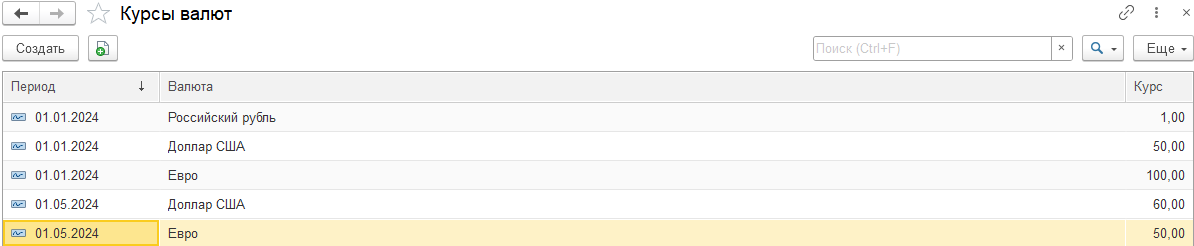 Курсы валют
Создать
Поиск (Ctrl+F)
×
Еще
Период ↓ Валюта Курс
01.01.2024 Российский рубль 1,00
01.01.2024 Доллар США 50,00
01.01.2024 Евро 100,00
01.05.2024 Доллар США 60,00
01.05.2024 Евро 50,00